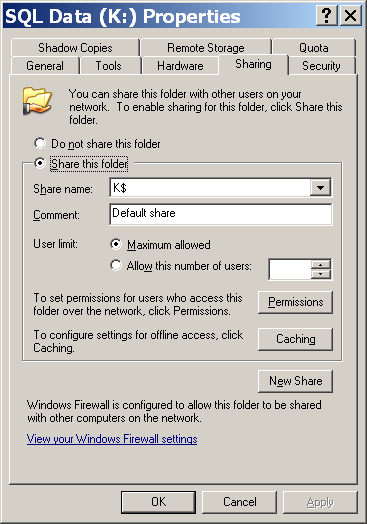 SQL Data (K:) Properties
Shadow Copies Remote Storage Quota
General Tools Hardware Sharing Security
You can share this folder with other users on your
network. To enable sharing for this folder, click Share this
folder.
Do not share this folder
Share this folder
Share name: K$
Comment: Default share
User limit: Maximum allowed
Allow this number of users:
To set permissions for users who access this
folder over the network, click Permissions.
Permissions
To configure settings for offline access, click
Caching.
Caching
New Share
Windows Firewall is configured to allow this folder to be shared
with other computers on the network.
View your Windows Firewall settings
OK Cancel Apply